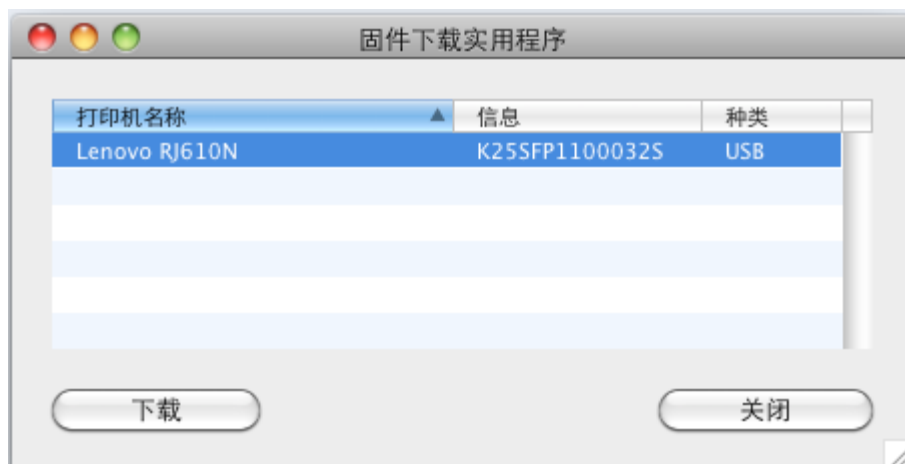 固件下载实用程序
打印机名称 信息 种类
Lenovo RJ610N K25SFP1100032S USB
下载 关闭